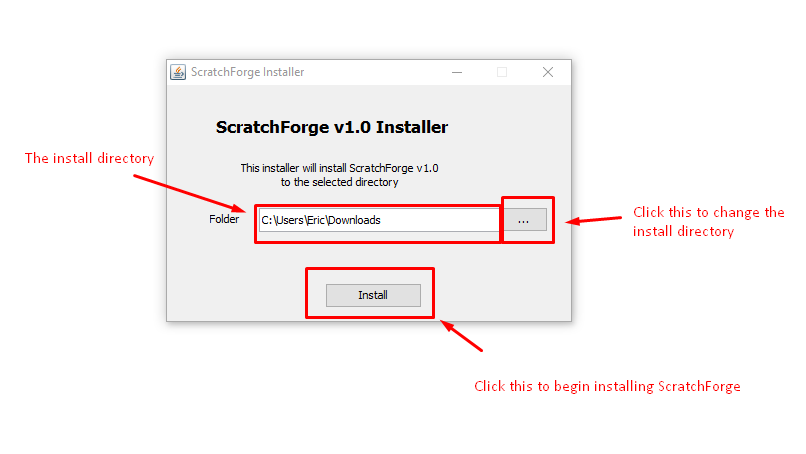 ScratchForge Installer
ScratchForge v1.0 Installer
The install directory
This installer will install ScratchForge v1.0
to the selected directory
Folder
C:\Users\Eric\Downloads
...
Click this to change the
install directory
Install
Click this to begin installing ScratchForge